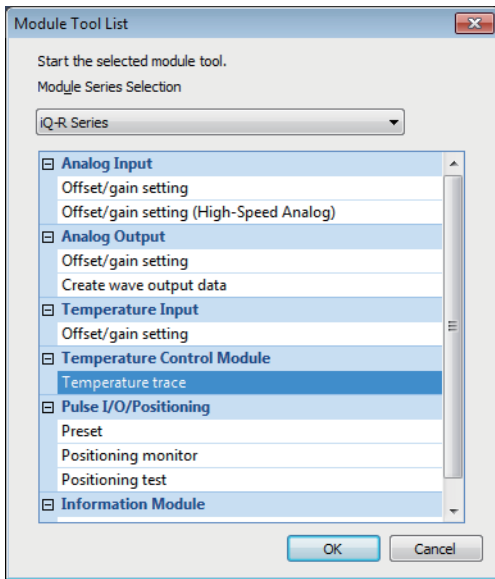 Module Tool List
Start the selected module tool.
Module Series Selection
iQ-R Series
Analog Input
Offset/gain setting
Offset/gain setting (High-Speed Analog)
Analog Output
Offset/gain setting
Create wave output data
Temperature Input
Offset/gain setting
Temperature Control Module
Temperature trace
Pulse I/O/Positioning
Preset
Positioning monitor
Positioning test
Information Module
OK Cancel